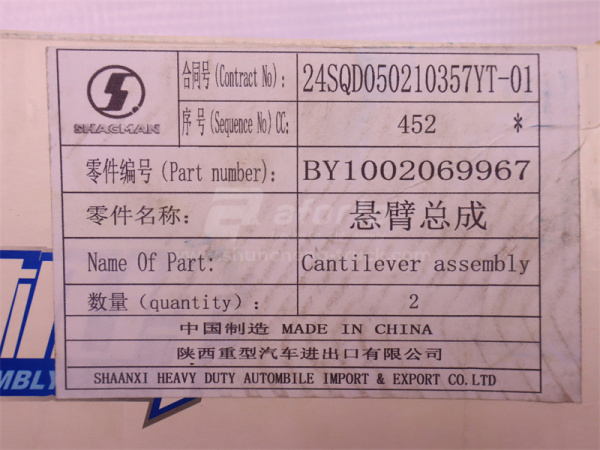 SHACMAN
合同号(Contract No):
24SQD050210357YT-01
序号(Sequence No)CC:
452 *
零件编号(Part number):
BY1002069967
零件名称:
悬臂总成
Name Of Part:
Cantilever assembly
数量(quantity):
2
中国制造 MADE IN CHINA
陕西重型汽车进出口有限公司
SHAANXI HEAVY DUTY AUTOMBILE IMPORT & EXPORT CO.LTD